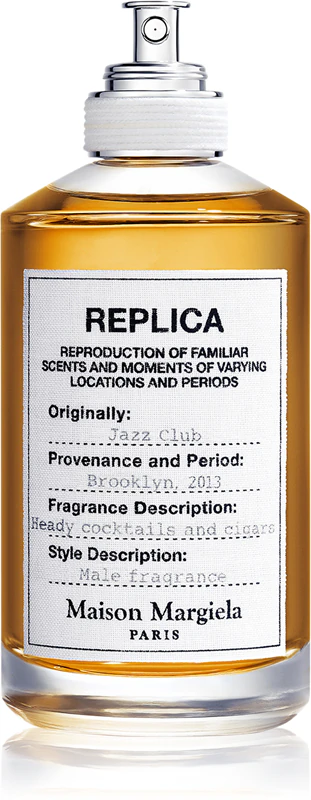 REPLICA
REPRODUCTION OF FAMILIAR
SCENTS AND MOMENTS OF VARYING
LOCATIONS AND PERIODS
Originally:
Jazz Club
Provenance and Period:
Brooklyn, 2013
Fragrance Description:
Heady cocktails and cigars
Style Description:
Male fragrance
Maison Margiela
PARIS